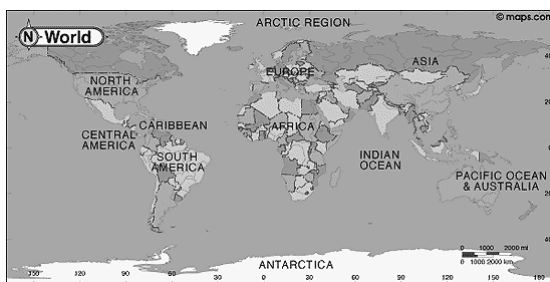 ARCTIC REGION
© maps.com
N World
ASIA
EUROPE
NORTH
AMERICA
CARIBBEAN
AFRICA
CENTRAL
AMERICA
SOUTH
AMERICA
INDIAN
OCEAN
PACIFIC OCEAN
& AUSTRALIA
0 1000 2000 mi
0 1000 2000 km
ANTARCTICA
150 120 90 60 30 0 30 60 90 120 150 180